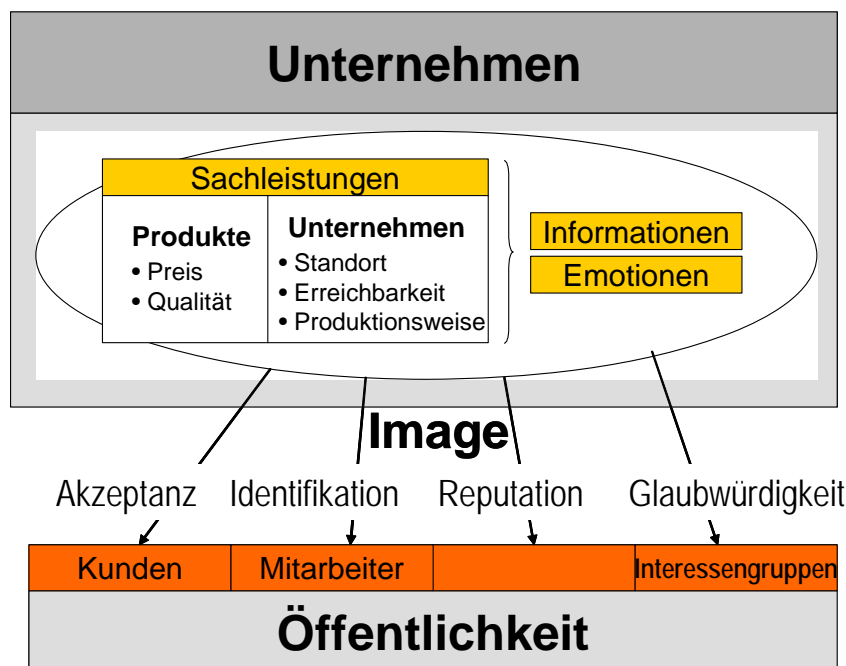 Unternehmen
Sachleistungen
Produkte
• Preis
• Qualität
Unternehmen
• Standort
• Erreichbarkeit
• Produktionsweise
Informationen
Emotionen
Image
Akzeptanz Identifikation Reputation Glaubwürdigkeit
Kunden Mitarbeiter Interessengruppen
Öffentlichkeit